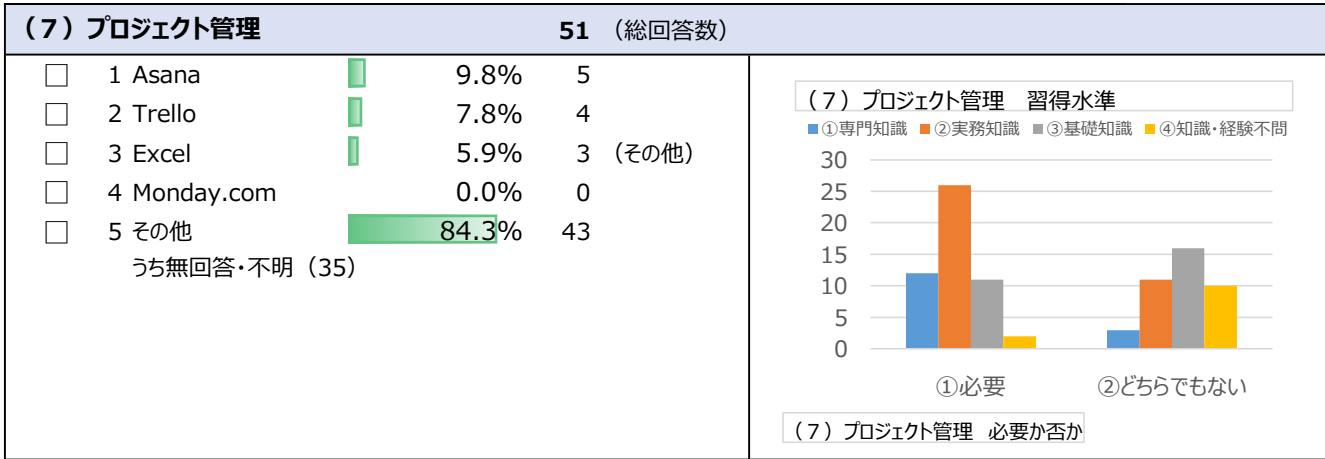 （７）プロジェクト管理 51 （総回答数）
□ 1 Asana 9.8% 5
□ 2 Trello 7.8% 4
□ 3 Excel 5.9% 3 （その他）
□ 4 Monday.com 0.0% 0
□ 5 その他 84.3% 43
うち無回答・不明（35）
（７）プロジェクト管理　習得水準
①専門知識 ②実務知識 ③基礎知識 ④知識・経験不問
30
25
20
15
10
5
0
①必要 ②どちらでもない
（７）プロジェクト管理　必要か否か